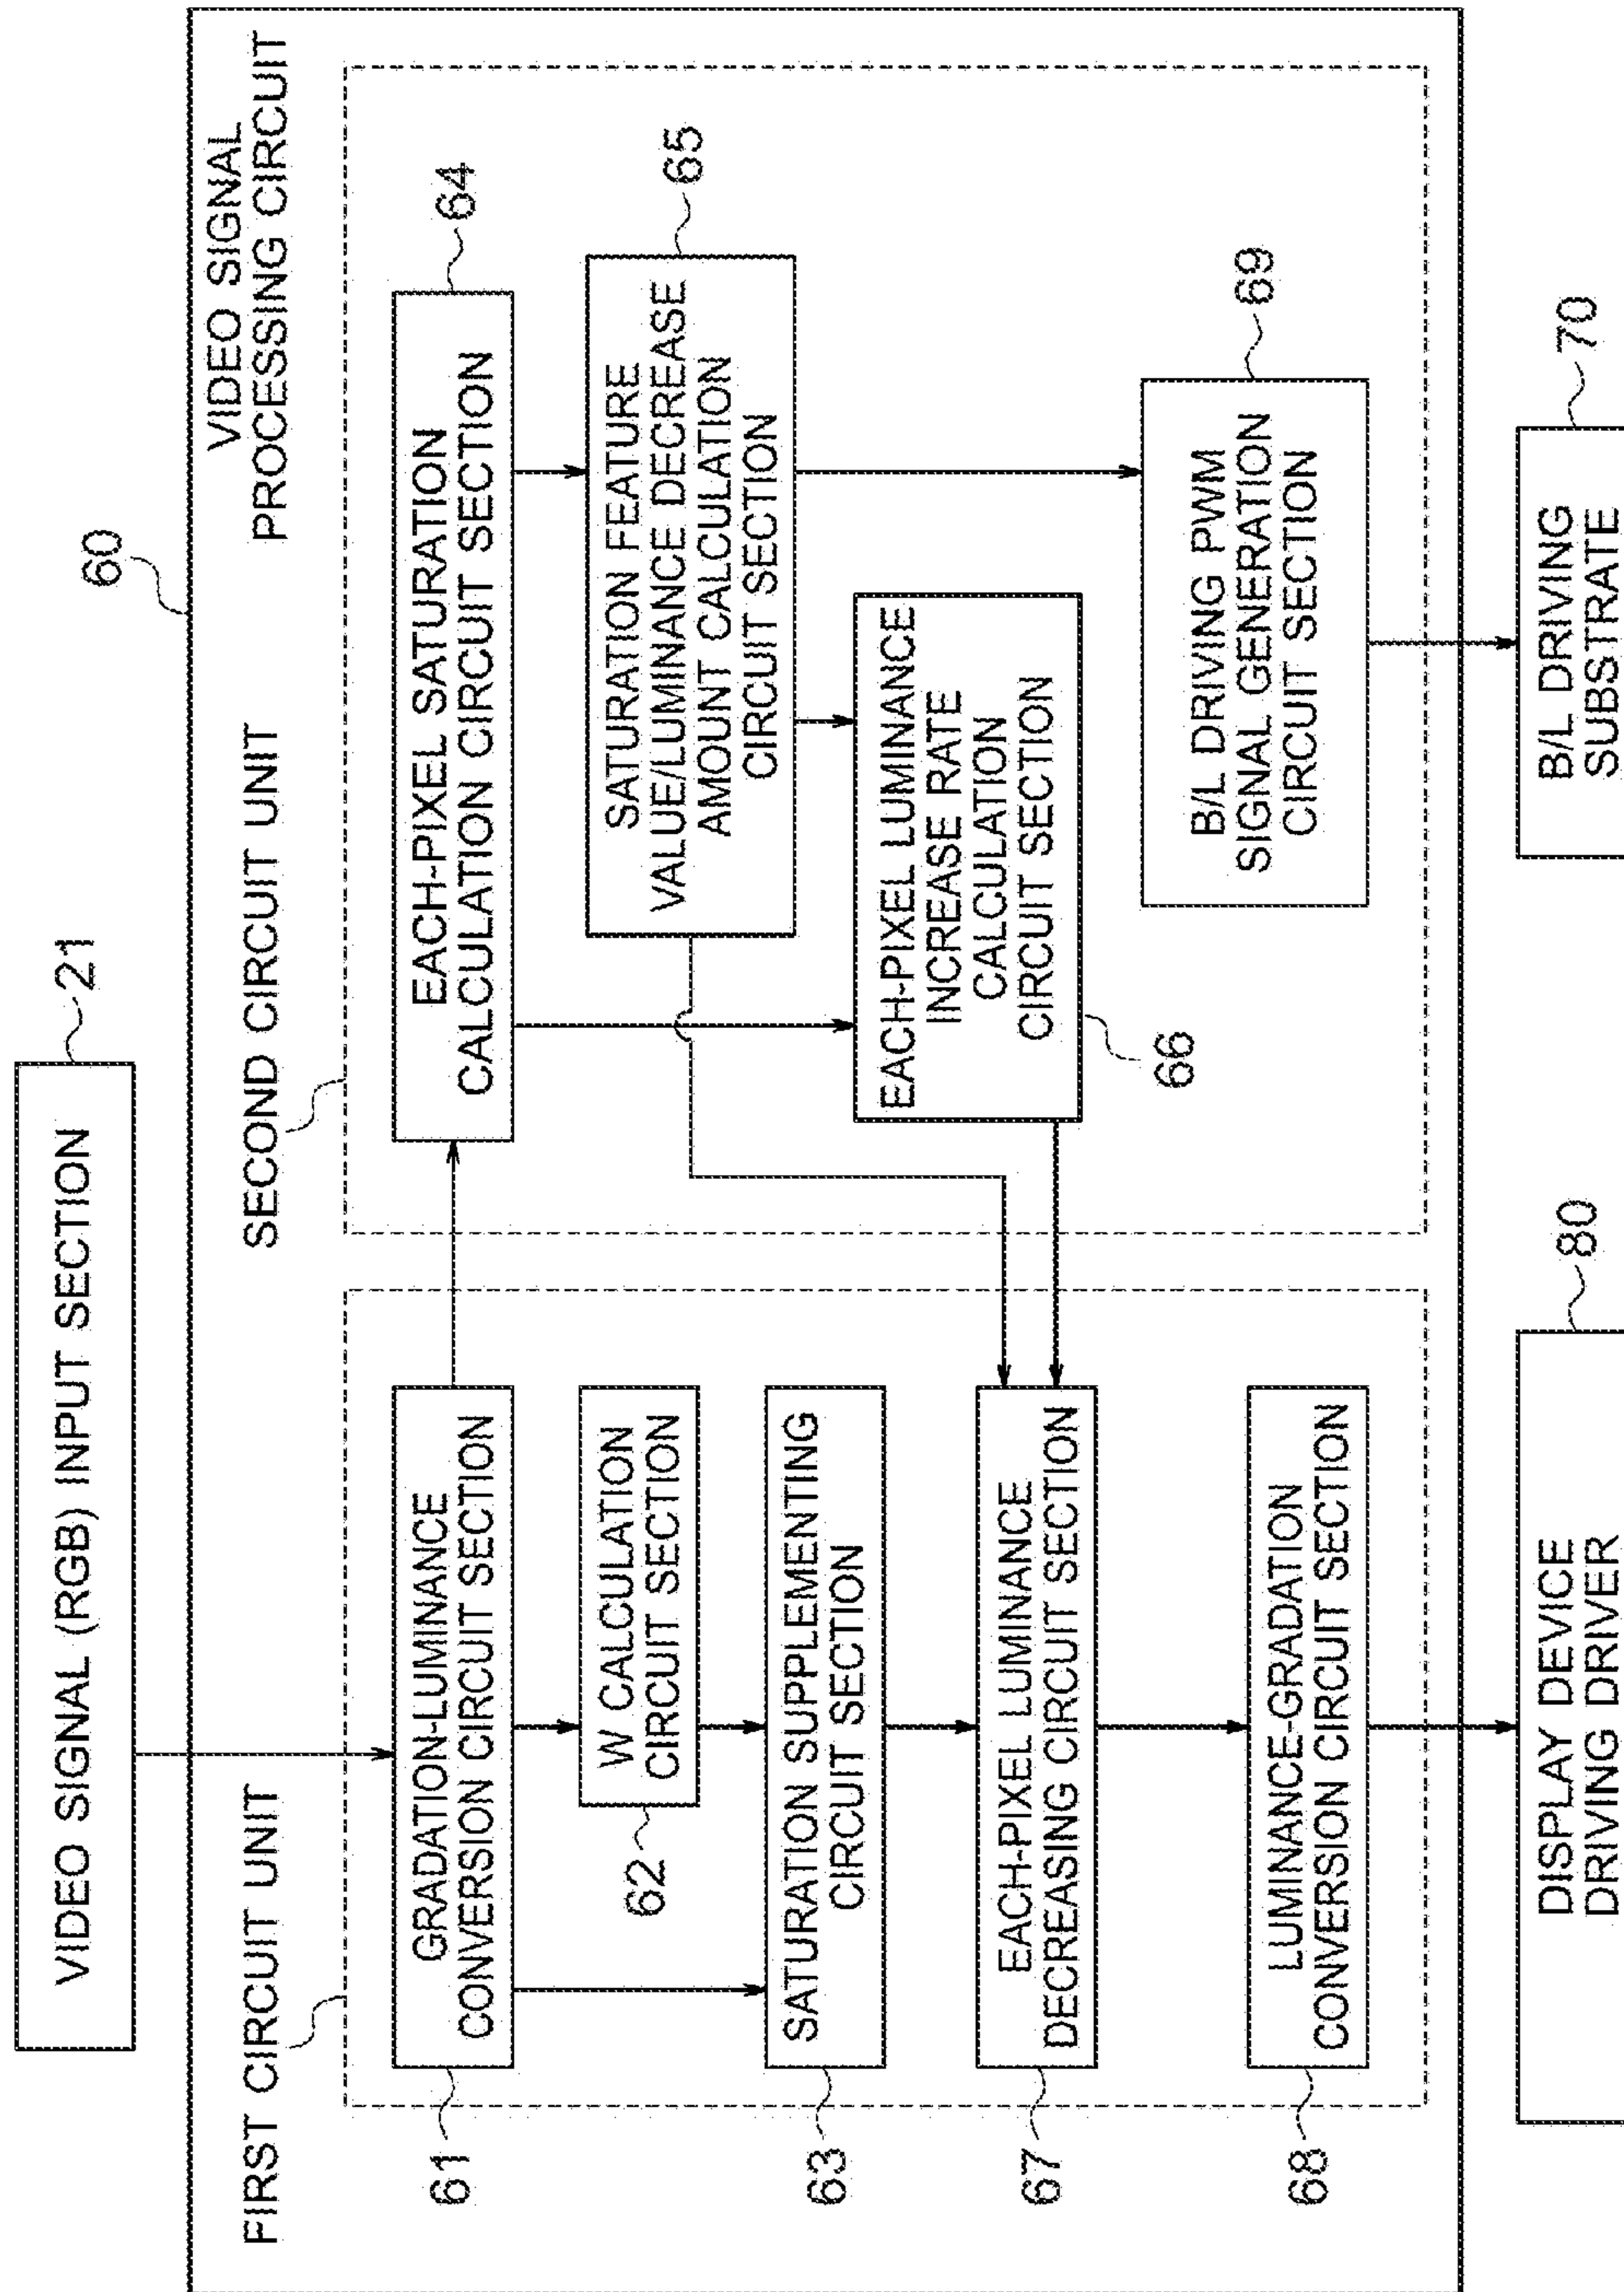 VIDEO SIGNAL (RGB) INPUT SECTION
21
60
VIDEO SIGNAL
PROCESSING CIRCUIT
FIRST CIRCUIT UNIT
SECOND CIRCUIT UNIT
61
GRADATION-LUMINANCE
CONVERSION CIRCUIT SECTION
62
W CALCULATION
CIRCUIT SECTION
63
SATURATION SUPPLEMENTING
CIRCUIT SECTION
67
EACH-PIXEL LUMINANCE
DECREASING CIRCUIT SECTION
68
LUMINANCE-GRADATION
CONVERSION CIRCUIT SECTION
EACH-PIXEL SATURATION
CALCULATION CIRCUIT SECTION
64
SATURATION FEATURE
VALUE/LUMINANCE DECREASE
AMOUNT CALCULATION
CIRCUIT SECTION
65
EACH-PIXEL LUMINANCE
INCREASE RATE
CALCULATION
CIRCUIT SECTION
66
B/L DRIVING PWM
SIGNAL GENERATION
CIRCUIT SECTION
69
DISPLAY DEVICE
DRIVING DRIVER
80
B/L DRIVING
SUBSTRATE
70